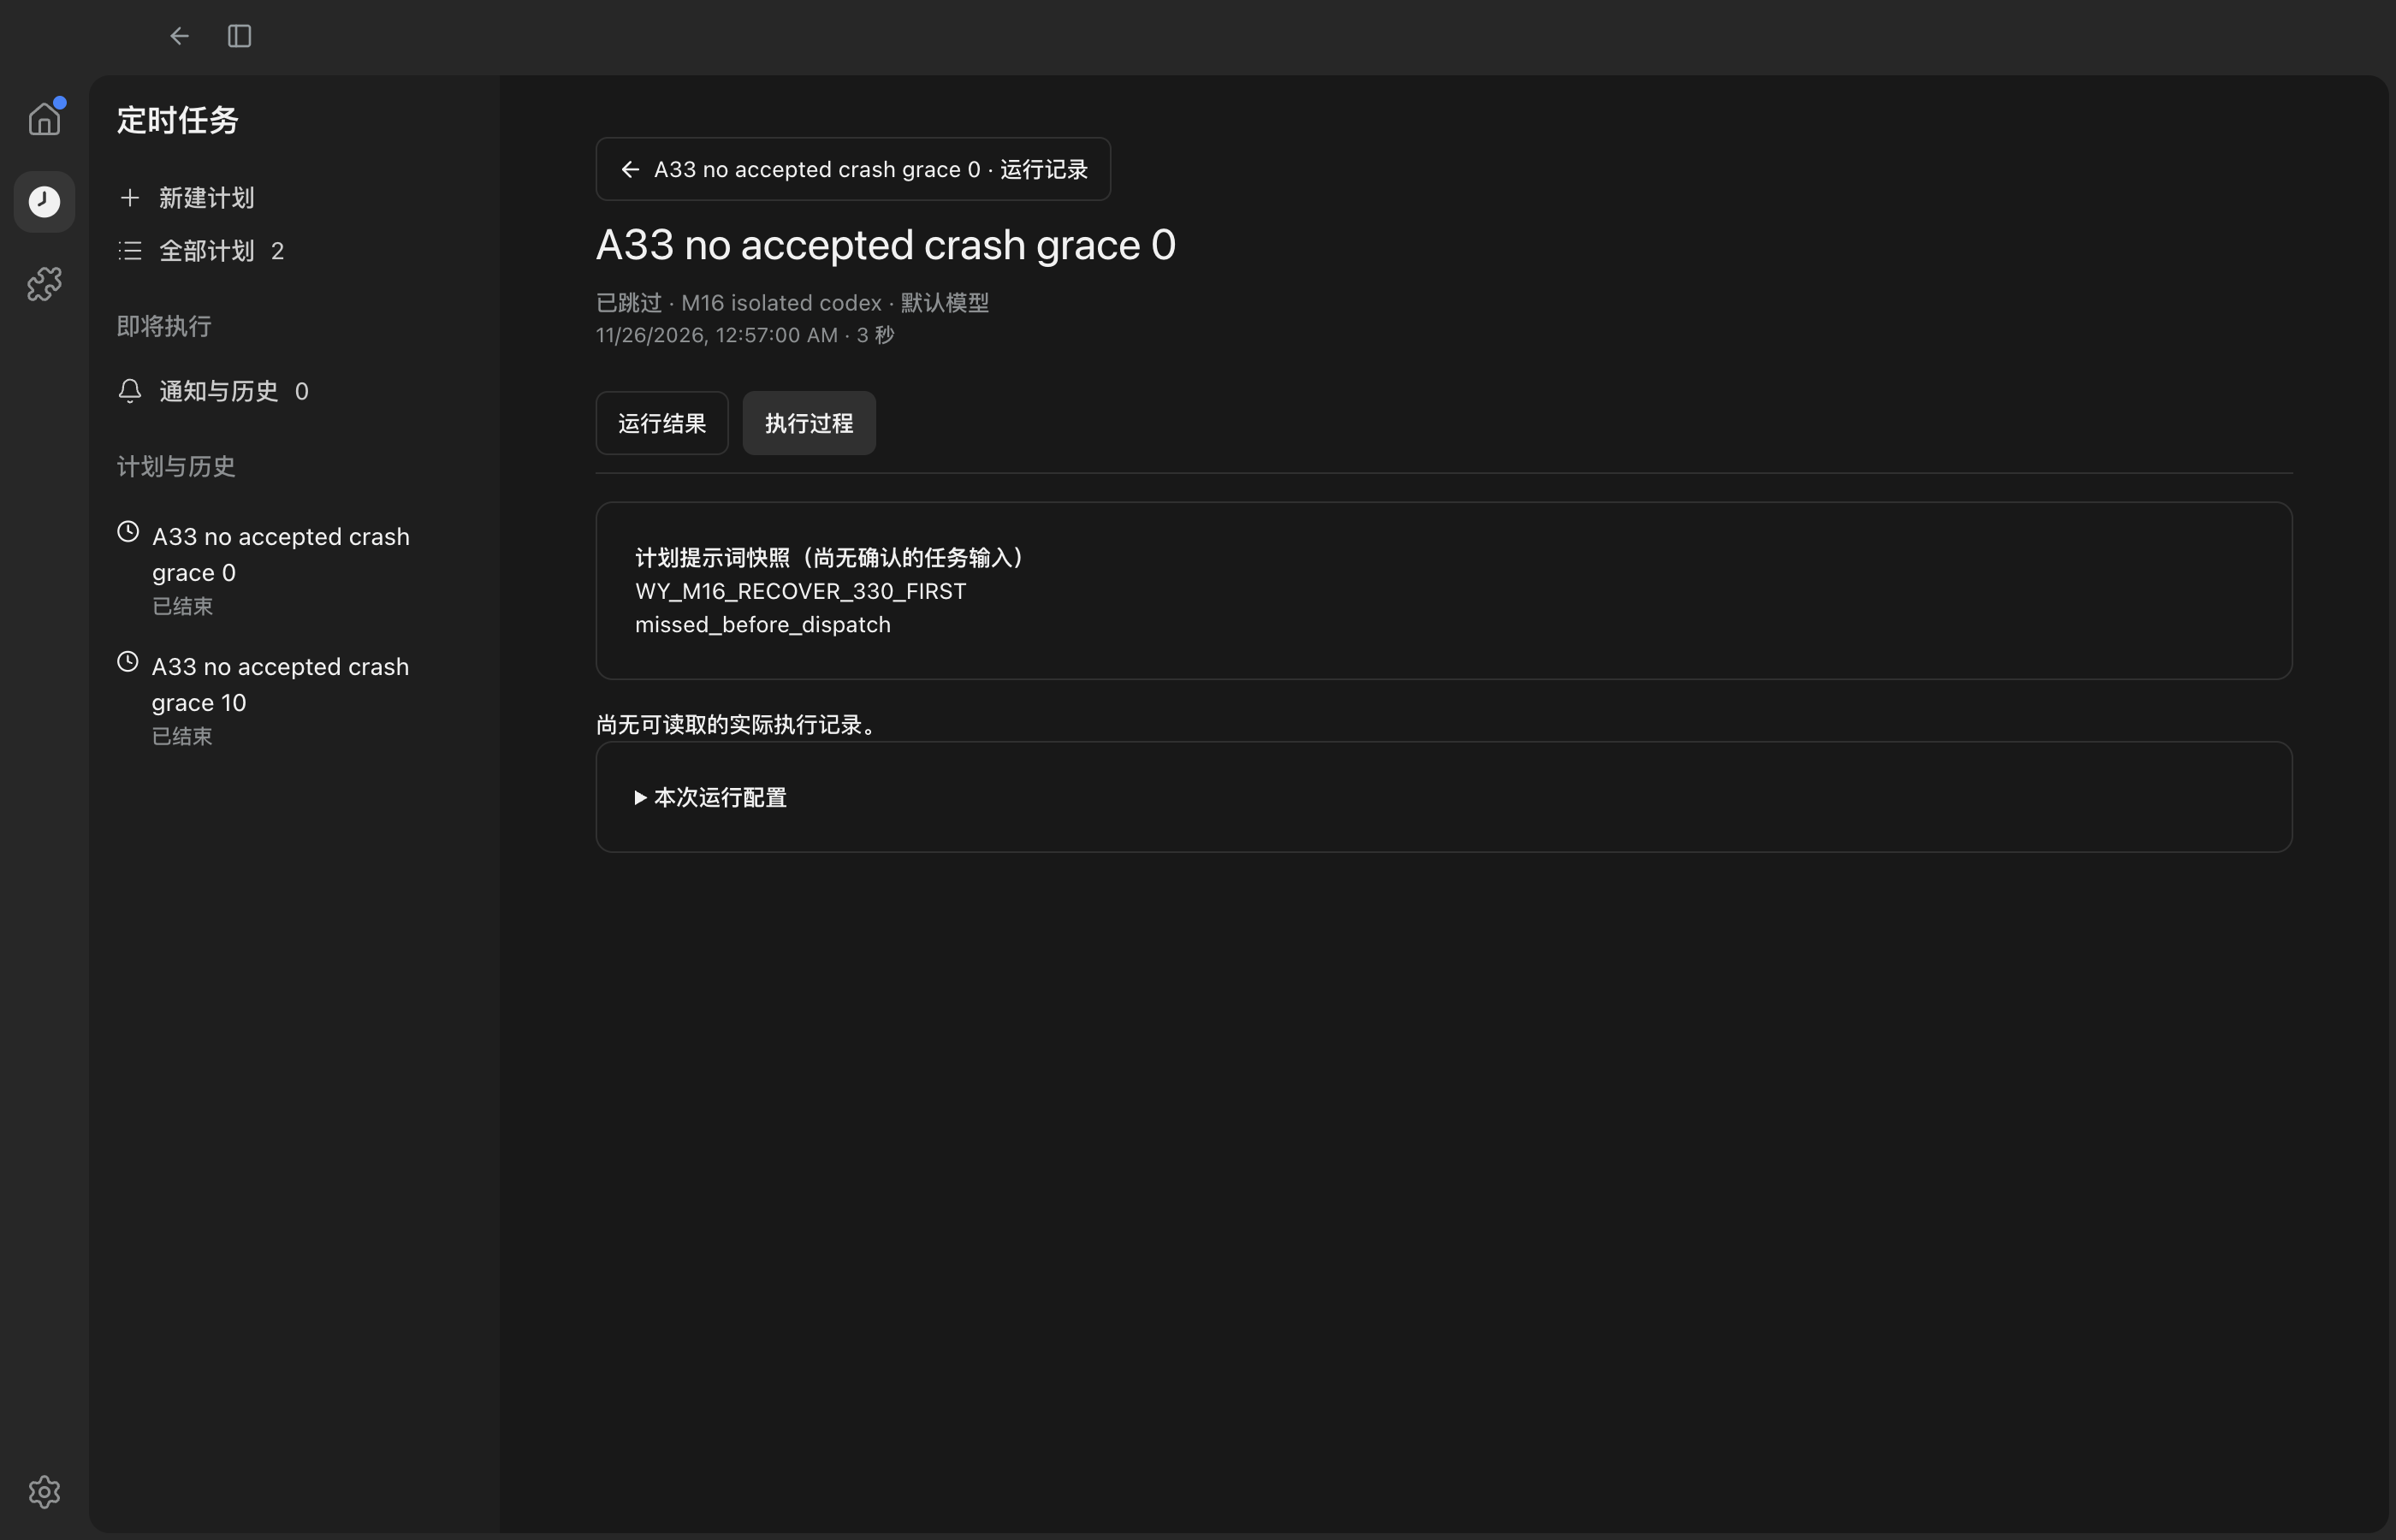 定时任务
新建计划
全部计划 2
即将执行
通知与历史 0
计划与历史
A33 no accepted crash
grace 0
已结束
A33 no accepted crash
grace 10
已结束
A33 no accepted crash grace 0 · 运行记录
A33 no accepted crash grace 0
已跳过 · M16 isolated codex · 默认模型
11/26/2026, 12:57:00 AM · 3 秒
运行结果
执行过程
计划提示词快照（尚无确认的任务输入）
WY_M16_RECOVER_330_FIRST
missed_before_dispatch
尚无可读取的实际执行记录。
本次运行配置